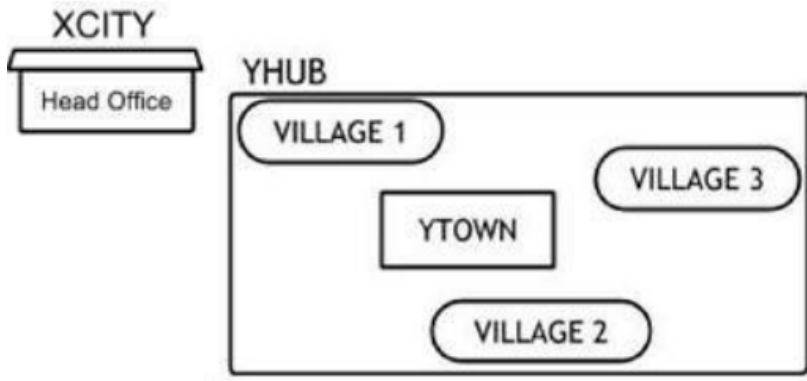 XCITY
Head Office
YHUB
VILLAGE 1
VILLAGE 3
YTOWN
VILLAGE 2